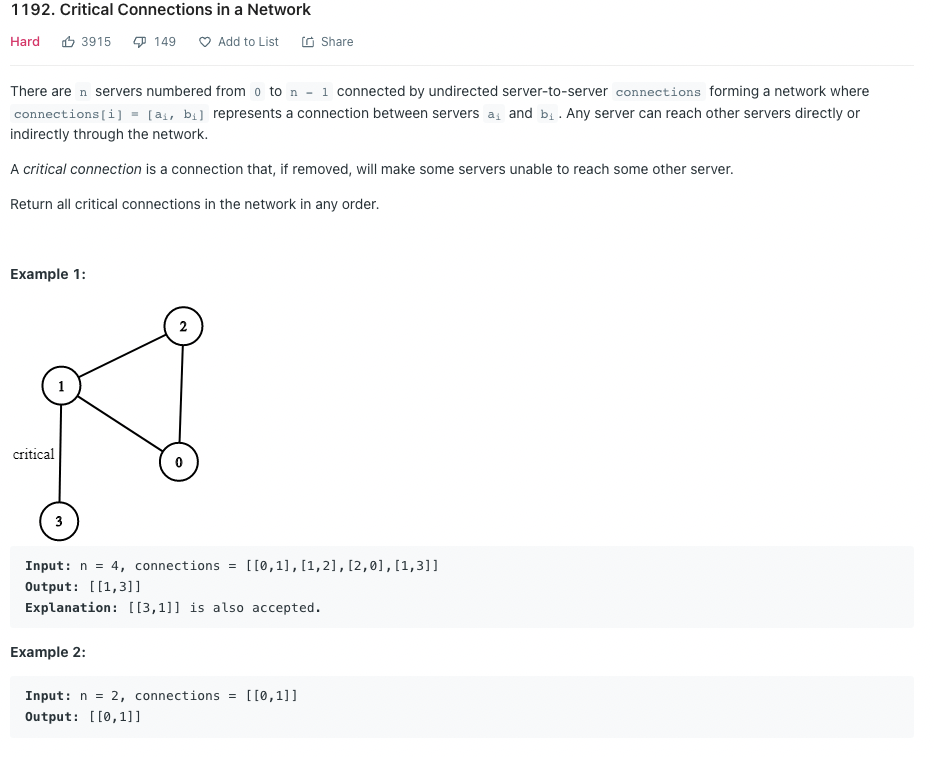 1192. Critical Connections in a Network
Hard 3915 149 Add to List Share
There are n servers numbered from 0 to n - 1 connected by undirected server-to-server connections forming a network where
connections[i] = [aᵢ, bᵢ] represents a connection between servers aᵢ and bᵢ. Any server can reach other servers directly or
indirectly through the network.
A critical connection is a connection that, if removed, will make some servers unable to reach some other server.
Return all critical connections in the network in any order.
Example 1:
2
1
critical
0
3
Input: n = 4, connections = [[0,1],[1,2],[2,0],[1,3]]
Output: [[1,3]]
Explanation: [[3,1]] is also accepted.
Example 2:
Input: n = 2, connections = [[0,1]]
Output: [[0,1]]